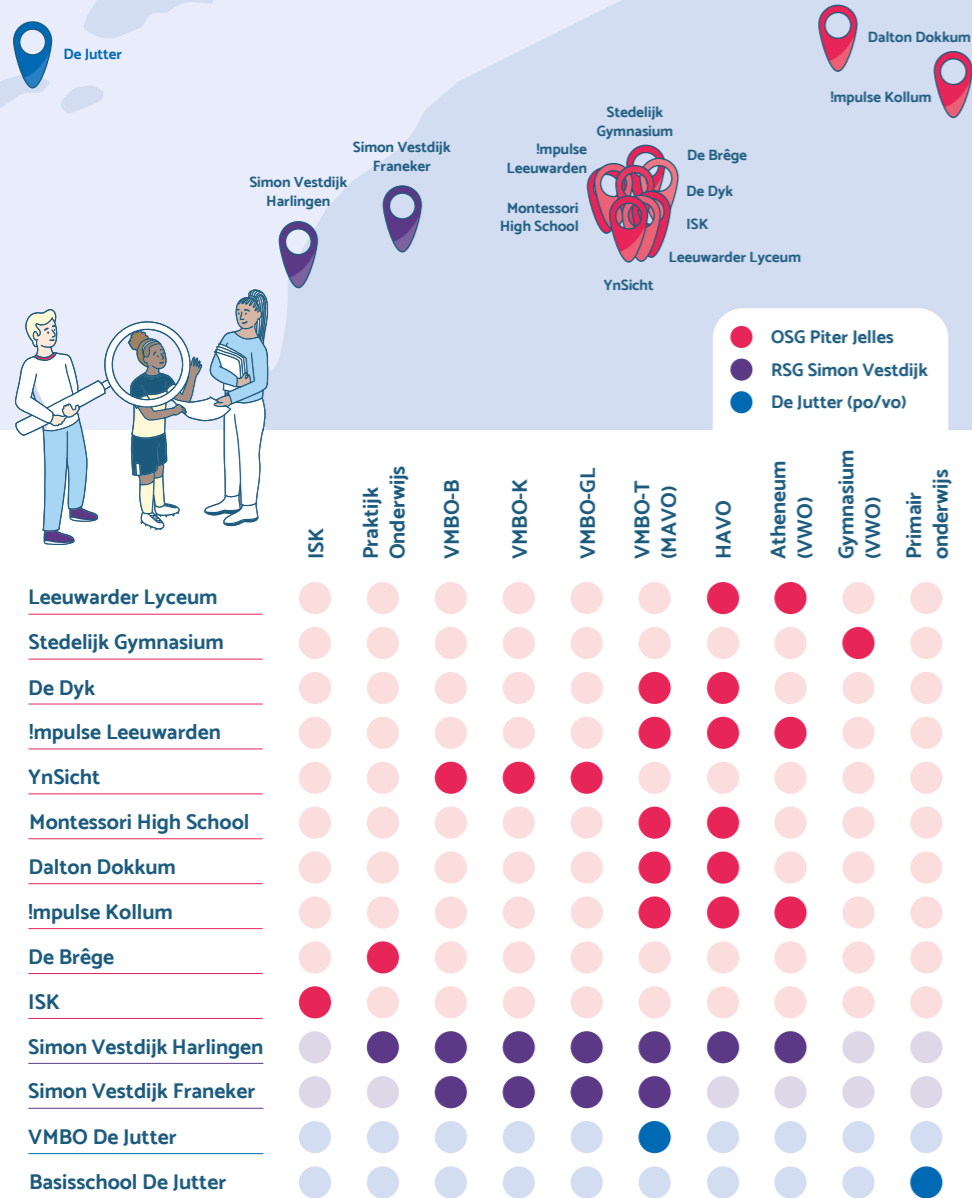 De Jutter
Dalton Dokkum
!mpulse Kollum
Stedelijk
Gymnasium
Simon Vestdijk
Franeker
!mpulse
Leeuwarden
De Brêge
Simon Vestdijk
Harlingen
De Dyk
Montessori
High School
ISK
Leeuwarder Lyceum
YnSicht
OSG Piter Jelles
RSG Simon Vestdijk
De Jutter (po/vo)
ISK
Praktijk
Onderwijs
VMBO-B
VMBO-K
VMBO-GL
VMBO-T
(MAVO)
HAVO
Atheneum
(VWO)
Gymnasium
(VWO)
Primair
onderwijs
Leeuwarder Lyceum
Stedelijk Gymnasium
De Dyk
!mpulse Leeuwarden
YnSicht
Montessori High School
Dalton Dokkum
!mpulse Kollum
De Brêge
ISK
Simon Vestdijk Harlingen
Simon Vestdijk Franeker
VMBO De Jutter
Basisschool De Jutter